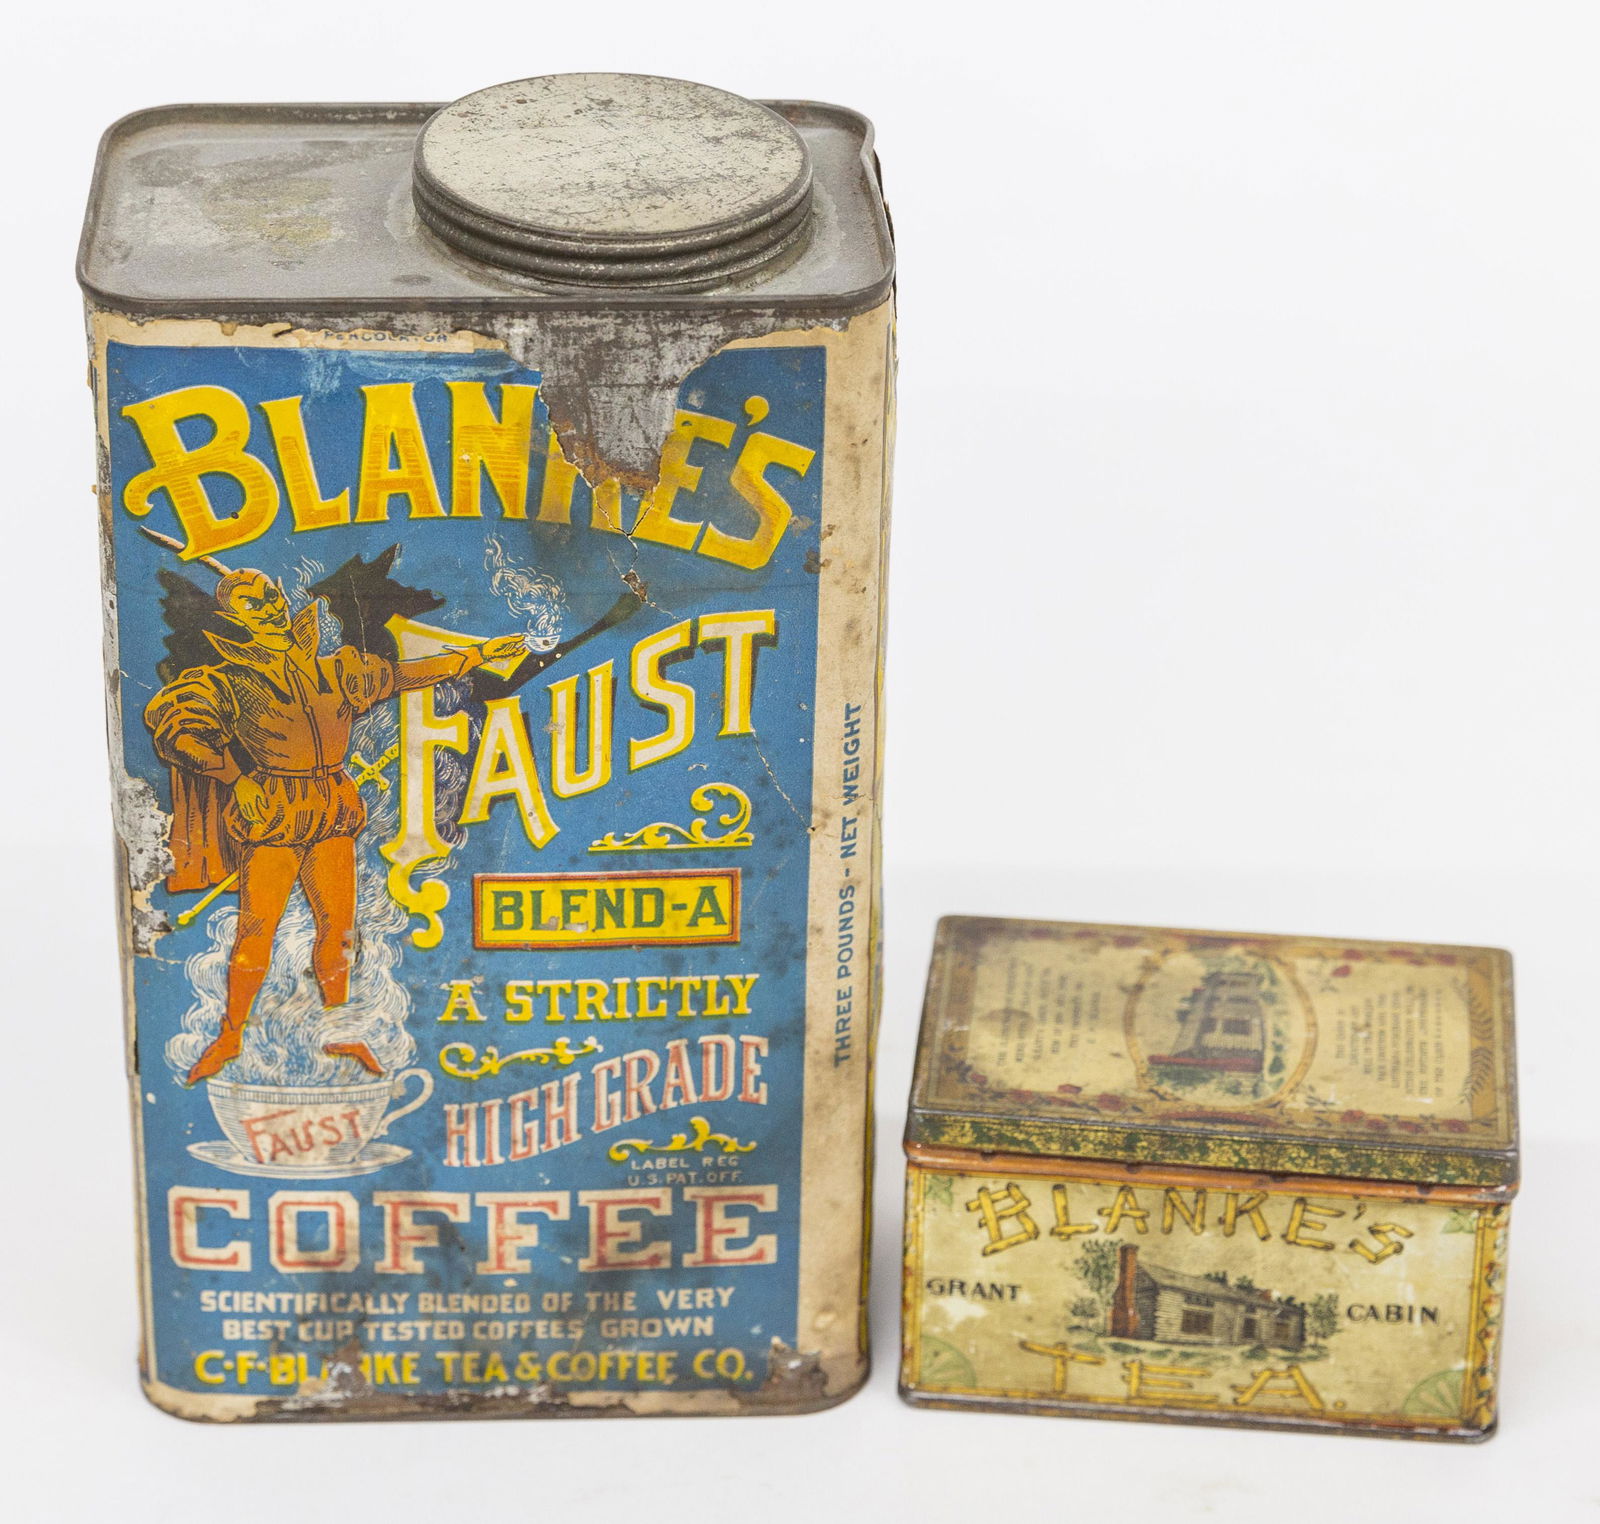 PERCOLATOR
BLANKE'S
FAUST
BLEND-A
A STRICTLY
HIGH GRADE
LABEL REG
U.S. PAT. OFF.
FAUST
COFFEE
SCIENTIFICALLY BLENDED OF THE VERY
BEST CUP TESTED COFFEES GROWN
C·F·BLANKE TEA & COFFEE CO.
THREE POUNDS - NET WEIGHT
BLANKE'S
GRANT CABIN
TEA.